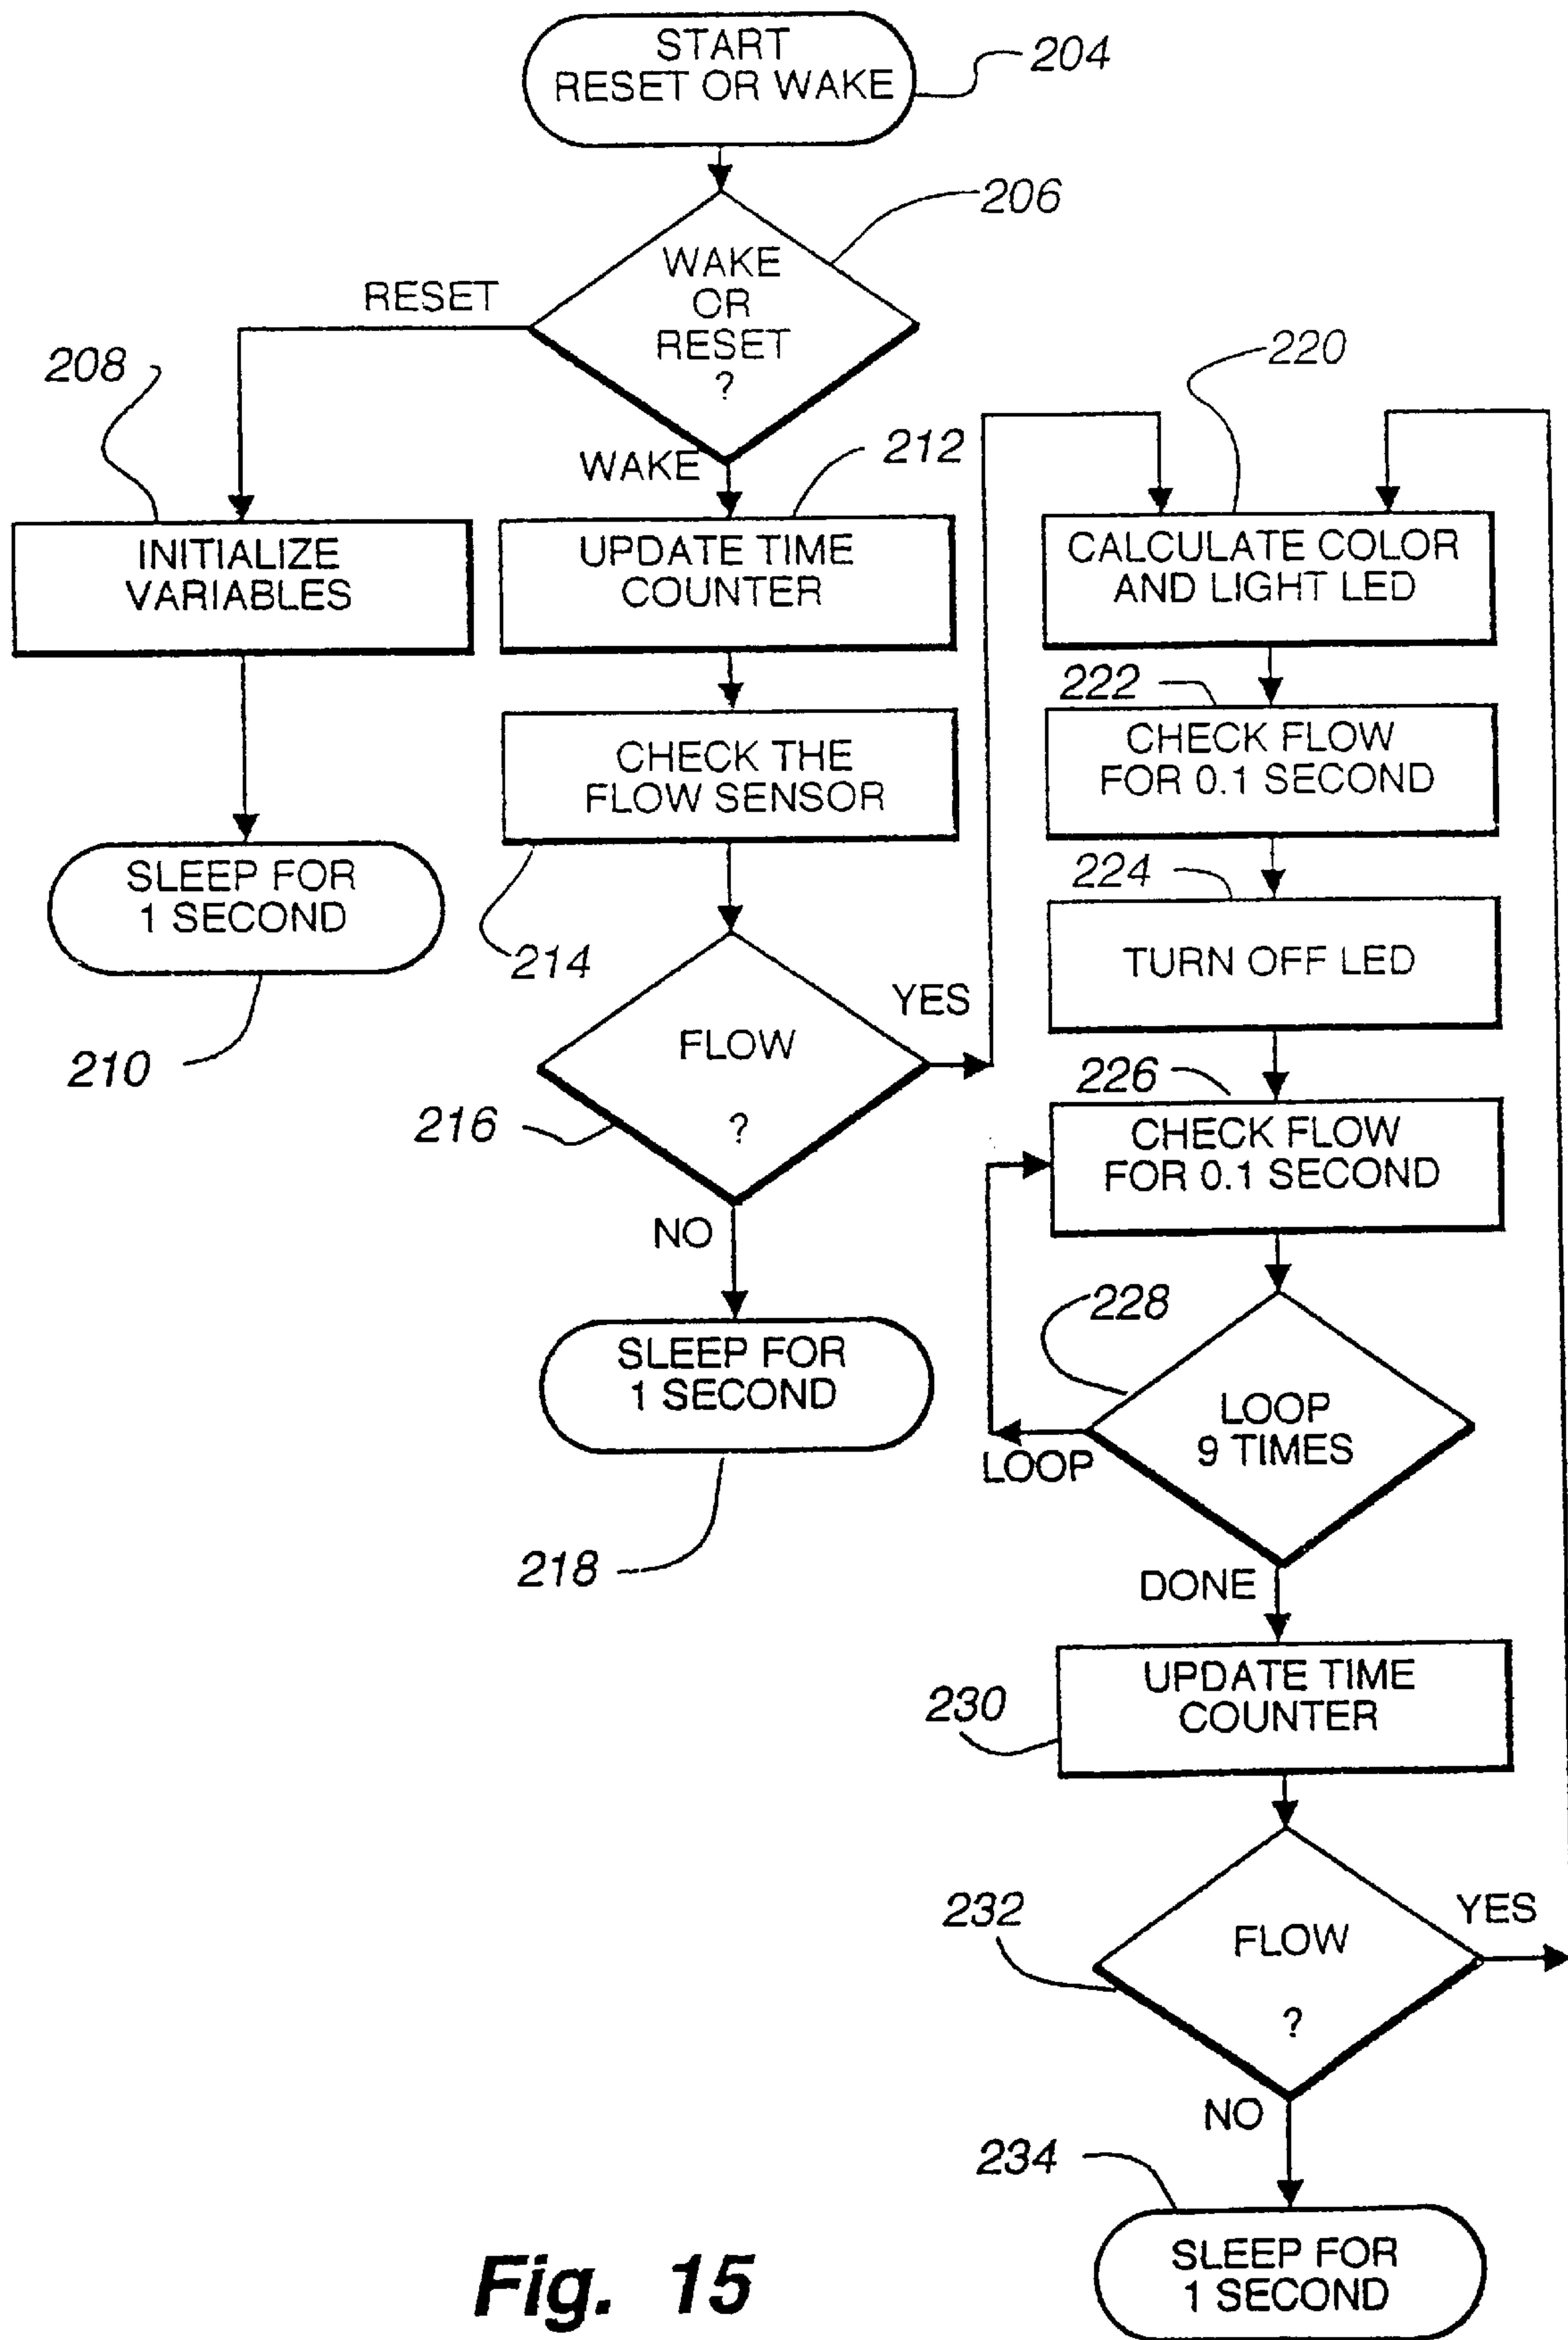 START
RESET OR WAKE
204
206
WAKE
OR
RESET
?
RESET
208
WAKE
212
220
INITIALIZE
VARIABLES
UPDATE TIME
COUNTER
CALCULATE COLOR
AND LIGHT LED
222
CHECK THE
FLOW SENSOR
CHECK FLOW
FOR 0.1 SECOND
SLEEP FOR
1 SECOND
210
214
224
TURN OFF LED
FLOW
?
YES
216
NO
226
CHECK FLOW
FOR 0.1 SECOND
228
SLEEP FOR
1 SECOND
218
LOOP
9 TIMES
LOOP
DONE
230
UPDATE TIME
COUNTER
232
FLOW
?
YES
NO
234
SLEEP FOR
1 SECOND
Fig. 15